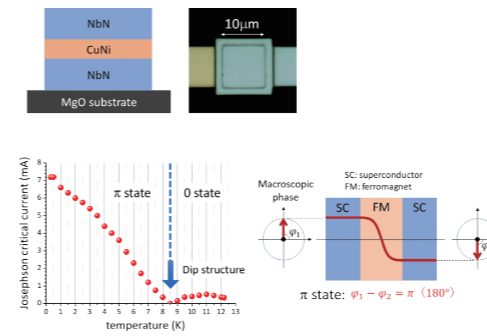 NbN
CuNi
NbN
MgO substrate
10μm
Josephson critical current (mA)
8
7
6
5
4
3
2
1
0
0 1 2 3 4 5 6 7 8 9 10 11 12 13
temperature (K)
π state
0 state
Dip structure
SC: superconductor
FM: ferromagnet
Macroscopic
phase
SC
FM
SC
φ₁
φ
π state: φ₁ − φ₂ = π (180°)